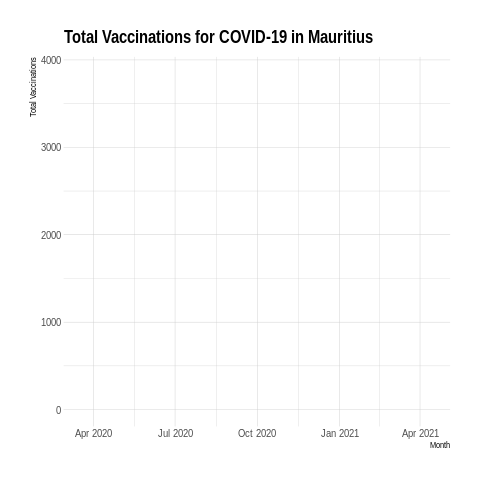 Total Vaccinations for COVID-19 in Mauritius
Total Vaccinations
4000
3000
2000
1000
0
Apr 2020 Jul 2020 Oct 2020 Jan 2021 Apr 2021
Month